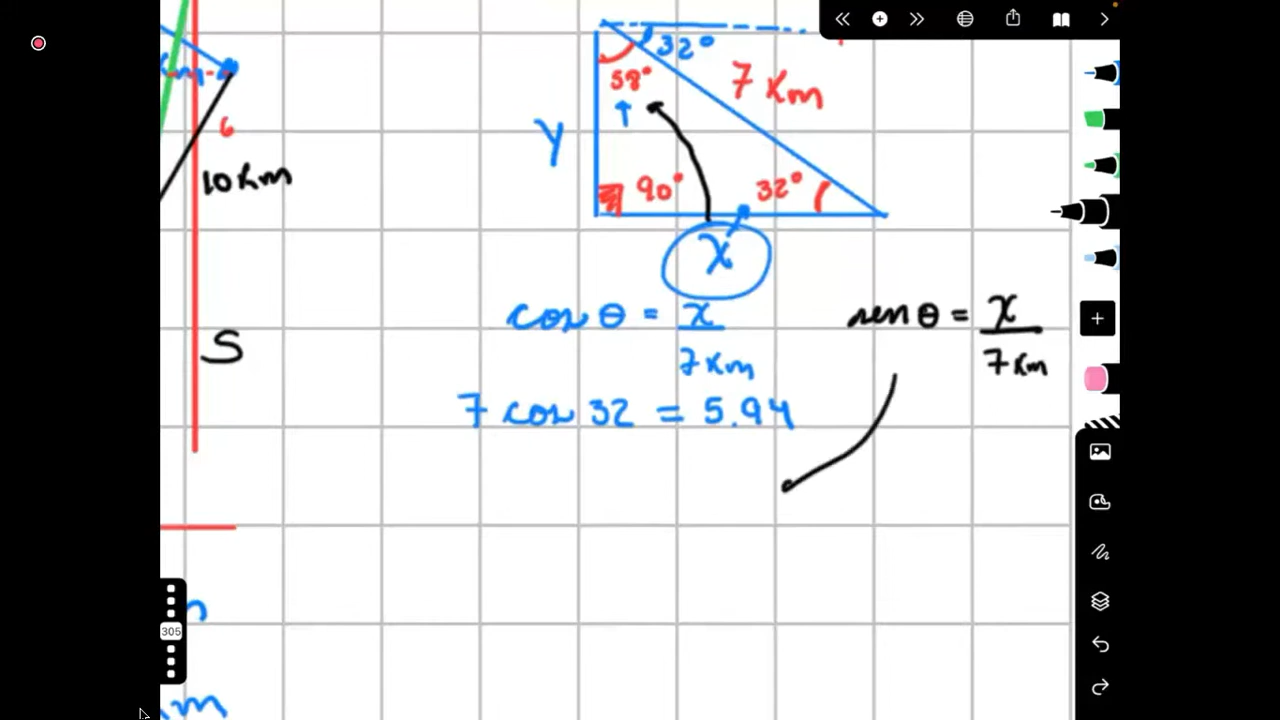 32°
58°
7 Km
Y
6
10 Km
90°
32°
x
cos θ = x / 7 Km
sen θ = x / 7 Km
S
7 cos 32 = 5.94
305
m